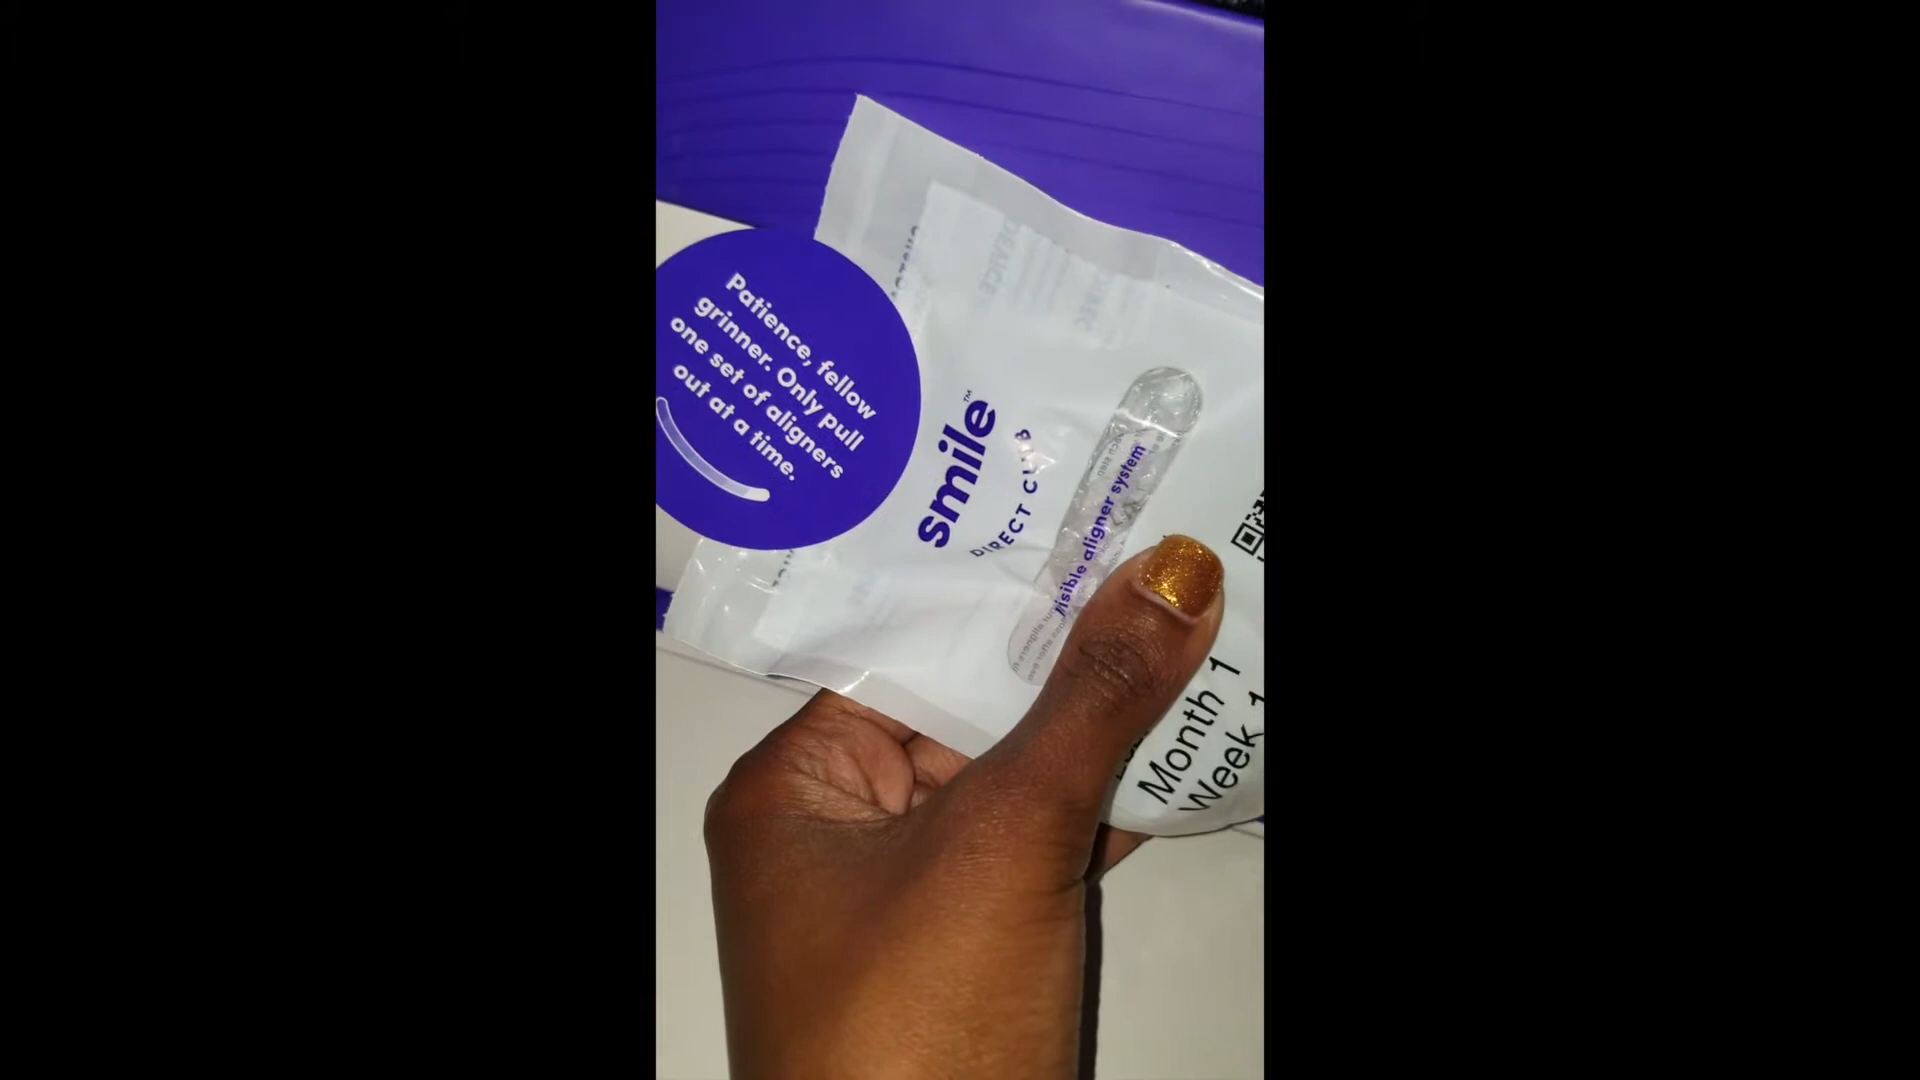 Patience, fellow
grinner. Only pull
one set of aligners
out at a time.
smile™
DIRECT CLUB
visible aligner system
Month 1
Week 1